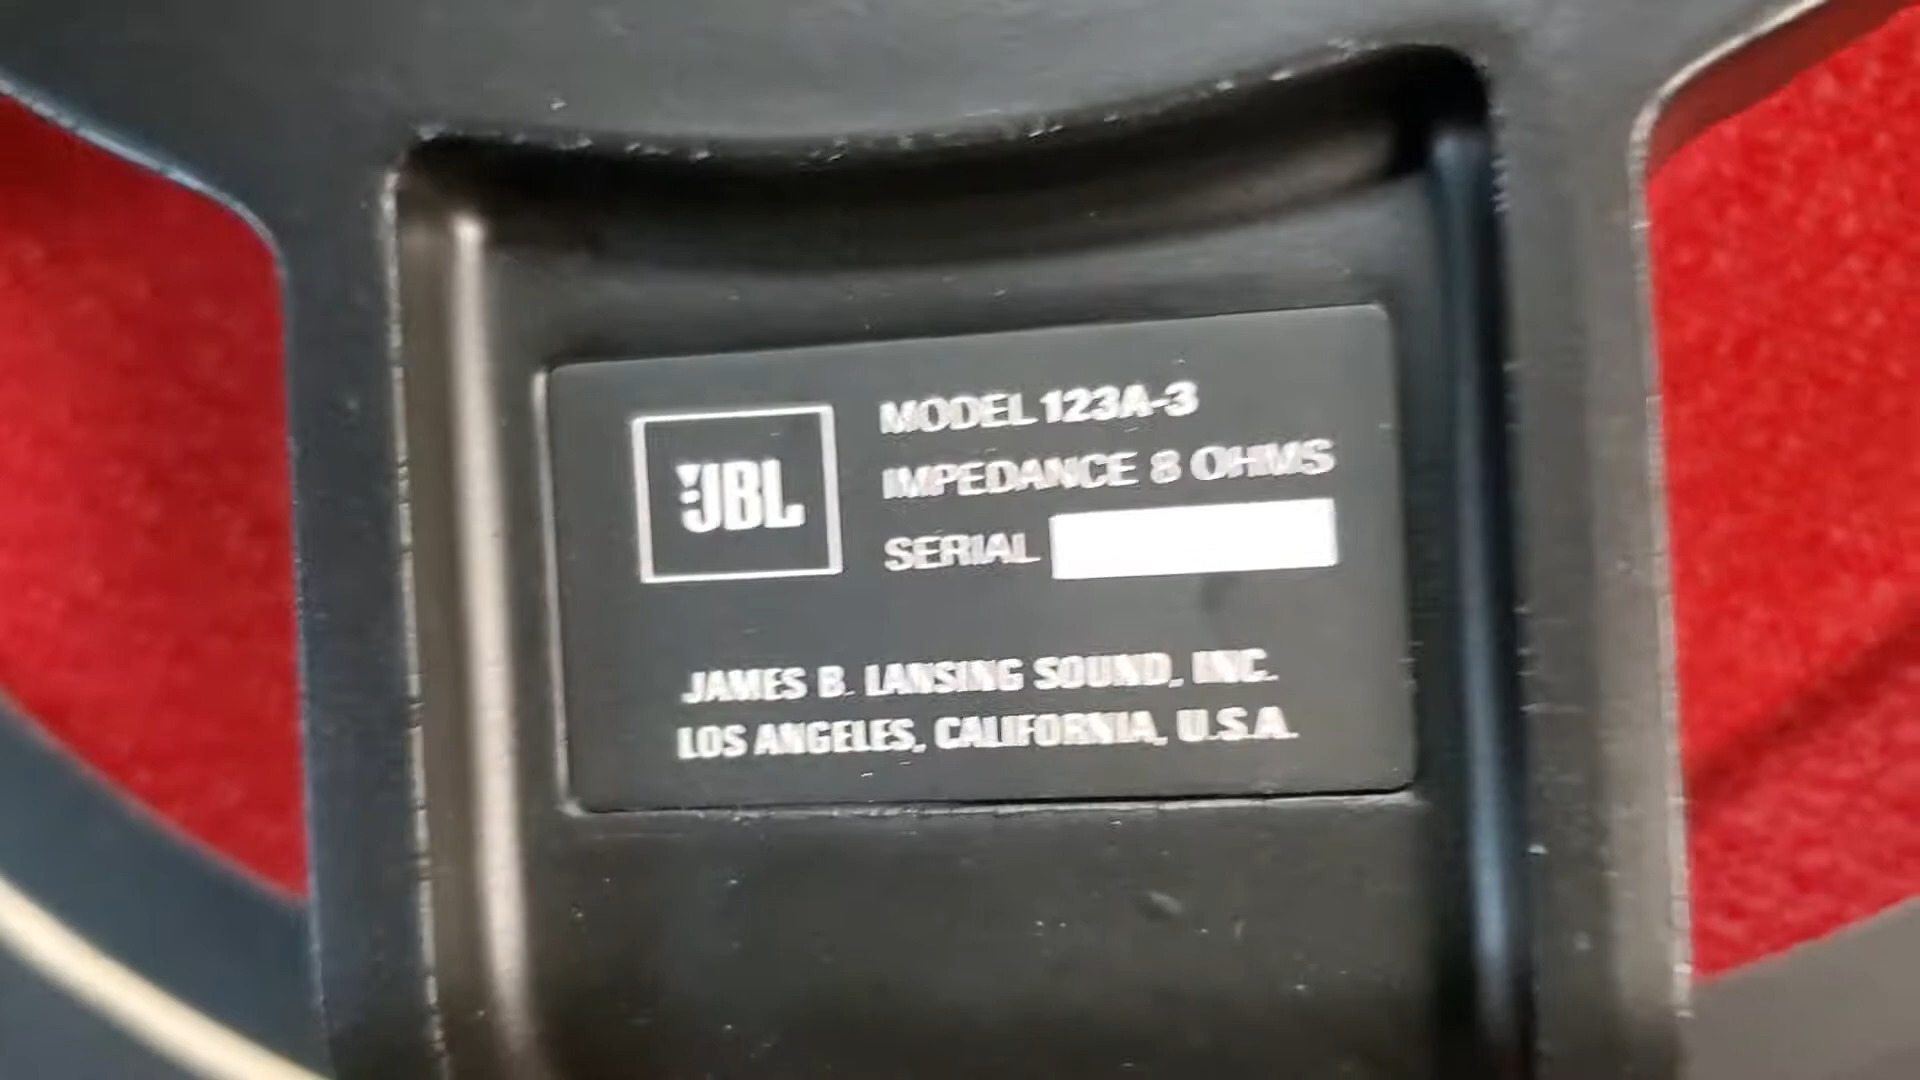 JBL
MODEL 123A-3
IMPEDANCE 8 OHMS
SERIAL
JAMES B. LANSING SOUND, INC.
LOS ANGELES, CALIFORNIA, U.S.A.